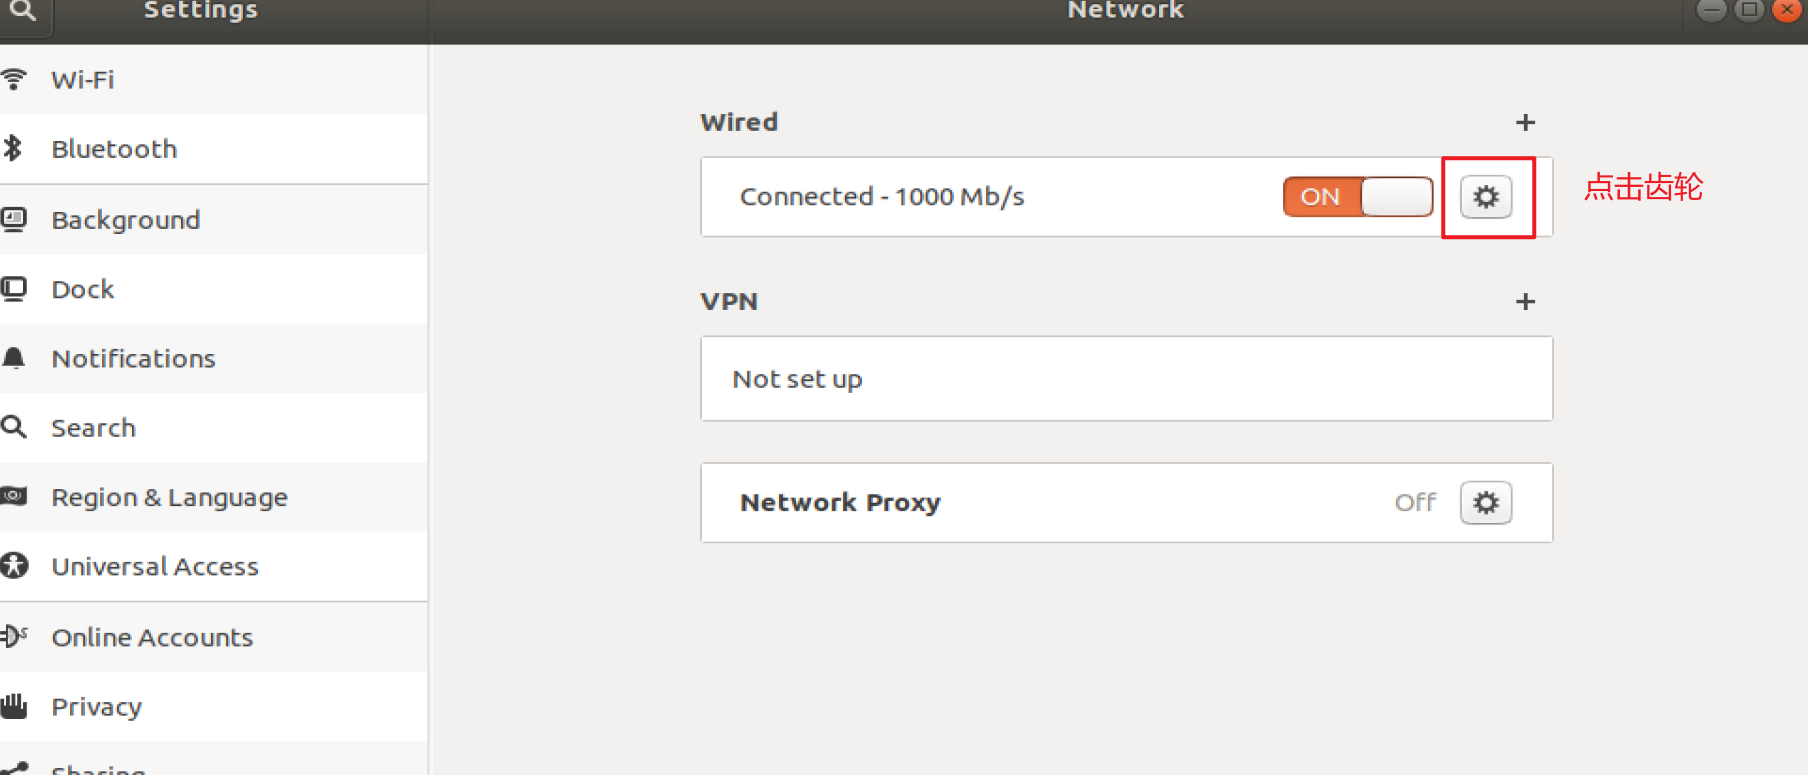 Settings
Network
Wi-Fi
Bluetooth
Background
Dock
Notifications
Search
Region & Language
Universal Access
Online Accounts
Privacy
Sharing
Wired
Connected - 1000 Mb/s
ON
点击齿轮
VPN
Not set up
Network Proxy
Off